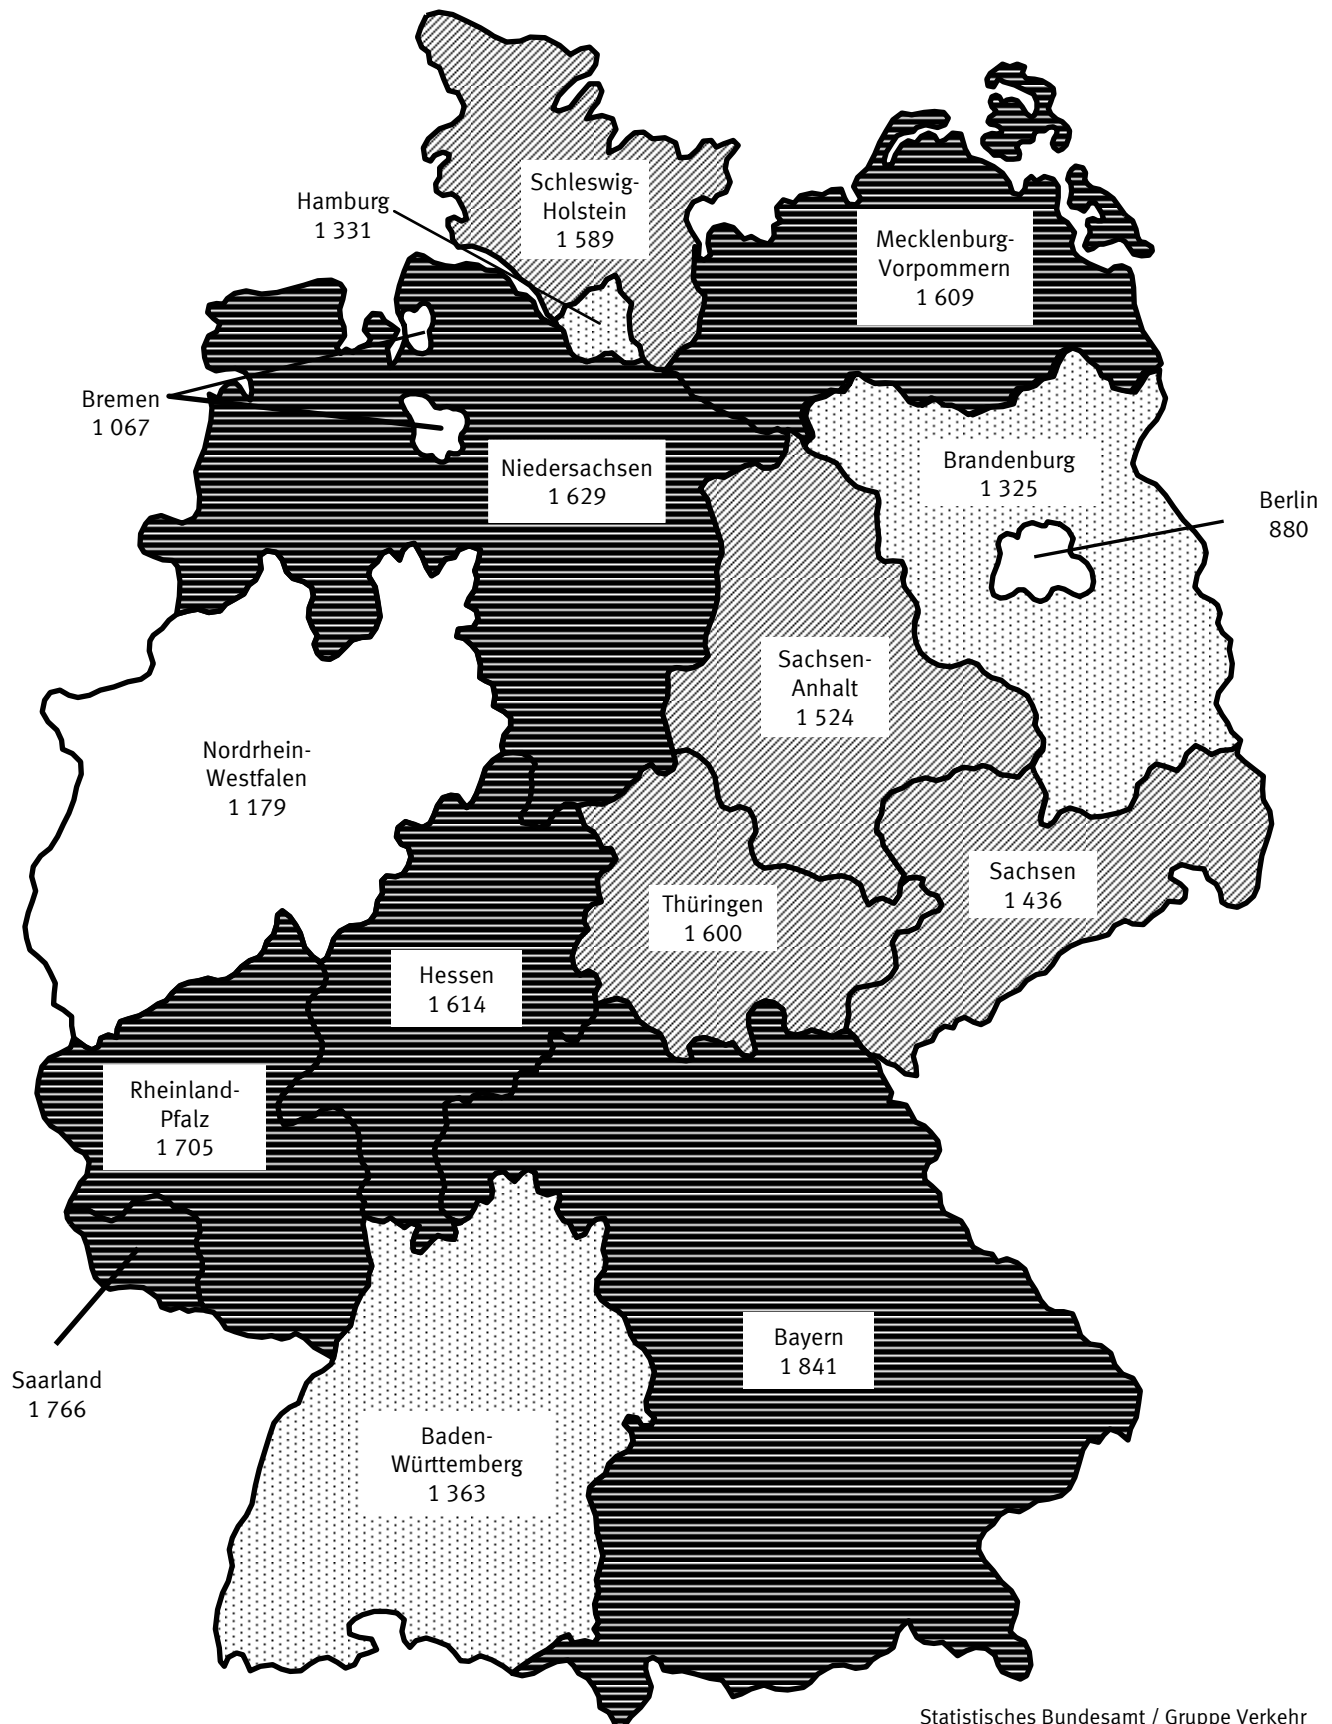 Schleswig-
Holstein
1 589
Hamburg
1 331
Mecklenburg-
Vorpommern
1 609
Bremen
1 067
Niedersachsen
1 629
Brandenburg
1 325
Berlin
880
Sachsen-
Anhalt
1 524
Nordrhein-
Westfalen
1 179
Sachsen
1 436
Thüringen
1 600
Hessen
1 614
Rheinland-
Pfalz
1 705
Saarland
1 766
Bayern
1 841
Baden-
Württemberg
1 363
Statistisches Bundesamt / Gruppe Verkehr